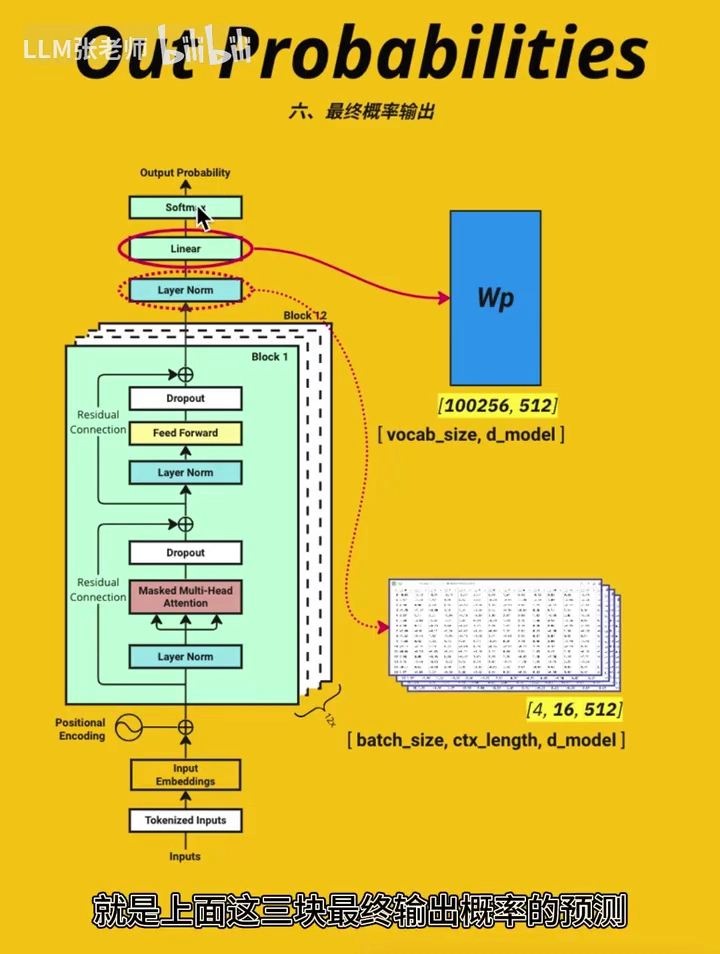 Out Probabilities
LLM张老师 bilibili
六、最终概率输出
Output Probability
Softmax
Linear
Layer Norm
Block 12
Block 1
Dropout
Residual
Connection
Feed Forward
Layer Norm
Dropout
Residual
Connection
Masked Multi-Head
Attention
Layer Norm
12x
Positional
Encoding
Input
Embeddings
Tokenized Inputs
Inputs
Wp
[100256, 512]
[ vocab_size, d_model ]
[4, 16, 512]
[ batch_size, ctx_length, d_model ]
就是上面这三块最终输出概率的预测